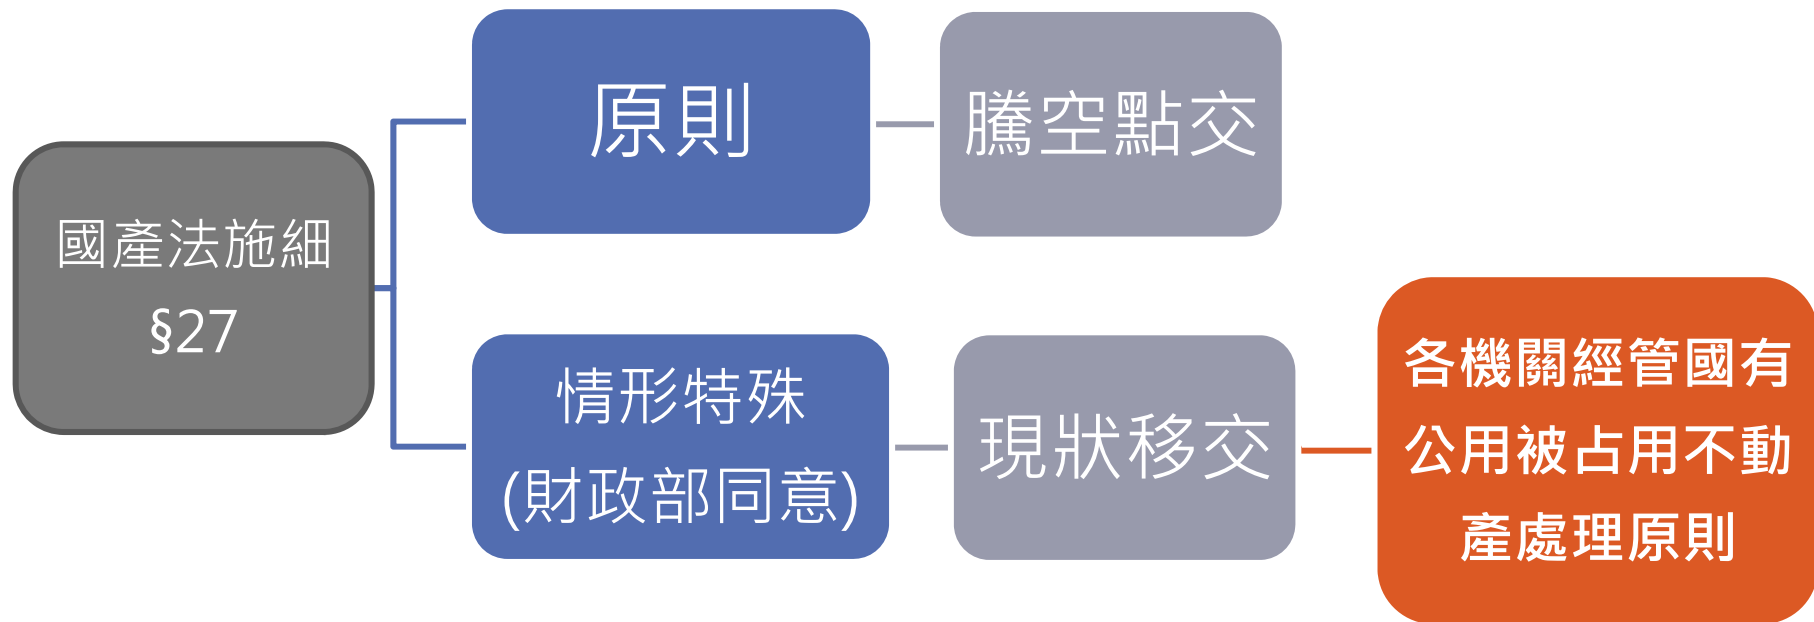 國產法施細
§27
原則
騰空點交
情形特殊
(財政部同意)
現狀移交
各機關經管國有
公用被占用不動
產處理原則